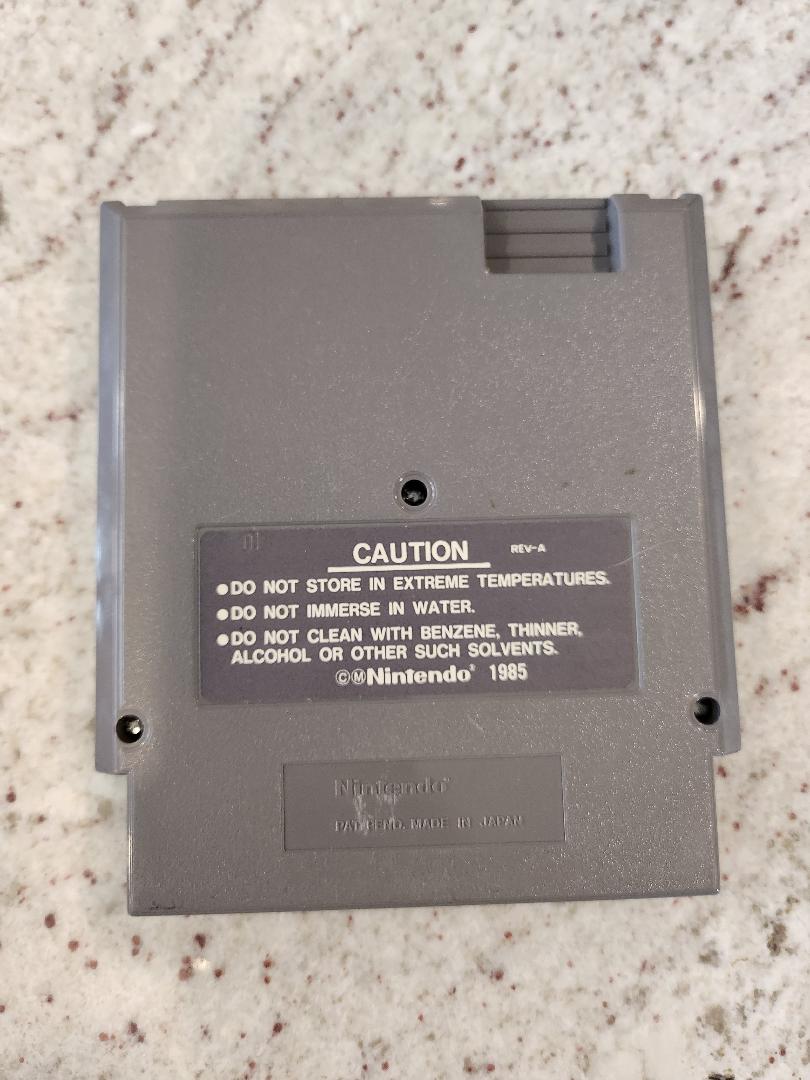 CAUTION REV-A
●DO NOT STORE IN EXTREME TEMPERATURES.
●DO NOT IMMERSE IN WATER.
●DO NOT CLEAN WITH BENZENE, THINNER,
ALCOHOL OR OTHER SUCH SOLVENTS.
©ⓂNintendo® 1985
Nintendo®
PAT. PEND. MADE IN JAPAN